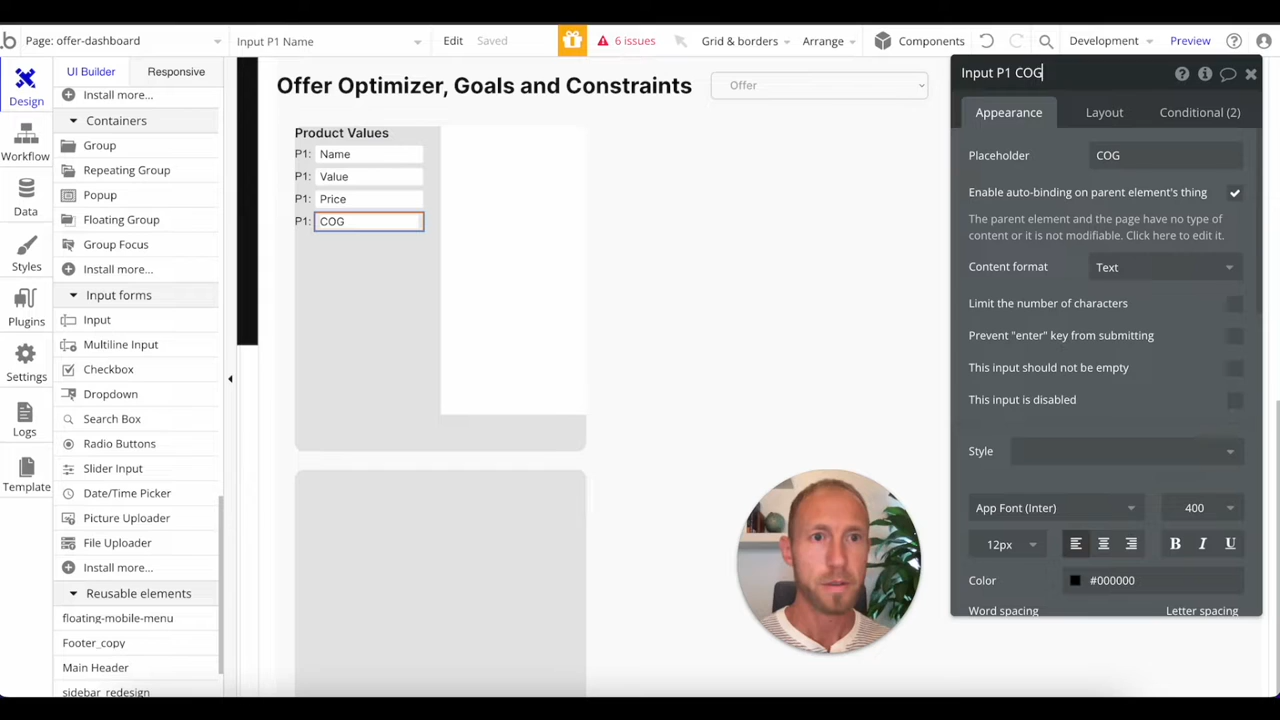 .b Page: offer-dashboard Input P1 Name Edit Saved 6 issues Grid & borders Arrange Components Development Preview
UI Builder Responsive
Design
Workflow
Data
Styles
Plugins
Settings
Logs
Template
Install more...
Containers
Group
Repeating Group
Popup
Floating Group
Group Focus
Install more...
Input forms
Input
Multiline Input
Checkbox
Dropdown
Search Box
Radio Buttons
Slider Input
Date/Time Picker
Picture Uploader
File Uploader
Install more...
Reusable elements
floating-mobile-menu
Footer_copy
Main Header
sidebar_redesign
Offer Optimizer, Goals and Constraints
Offer
Product Values
P1: Name
P1: Value
P1: Price
P1: COG
Input P1 COG
Appearance Layout Conditional (2)
Placeholder COG
Enable auto-binding on parent element's thing
The parent element and the page have no type of
content or it is not modifiable. Click here to edit it.
Content format Text
Limit the number of characters
Prevent "enter" key from submitting
This input should not be empty
This input is disabled
Style
App Font (Inter) 400
12px B I U
Color #000000
Word spacing Letter spacing